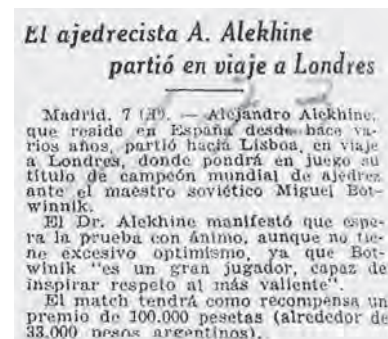 El ajedrecista A. Alekhine
partió en viaje a Londres
Madrid. 7 — Alejandro Alekhine,
que reside en España desde hace va-
rios años, partió hacia Lisboa, en viaje
a Londres, donde pondrá en juego su
título de campeón mundial de ajedrez
ante el maestro soviético Miguel Bot-
winnik.
El Dr. Alekhine manifestó que espe-
ra la prueba con ánimo, aunque no tie-
ne excesivo optimismo, ya que Bot-
winik "es un gran jugador, capaz de
inspirar respeto al más valiente".
El match tendrá como recompensa un
premio de 100.000 pesetas (alrededor de
33.000 pesos argentinos).